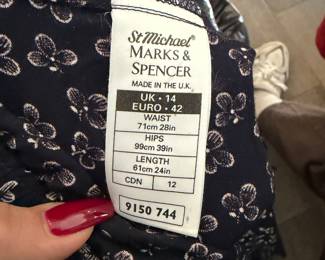 St Michael®
MARKS &
SPENCER
MADE IN THE U.K.
UK • 14
EURO • 42
WAIST
71cm 28in
HIPS
99cm 39in
LENGTH
61cm 24in
CDN 12
9150 744